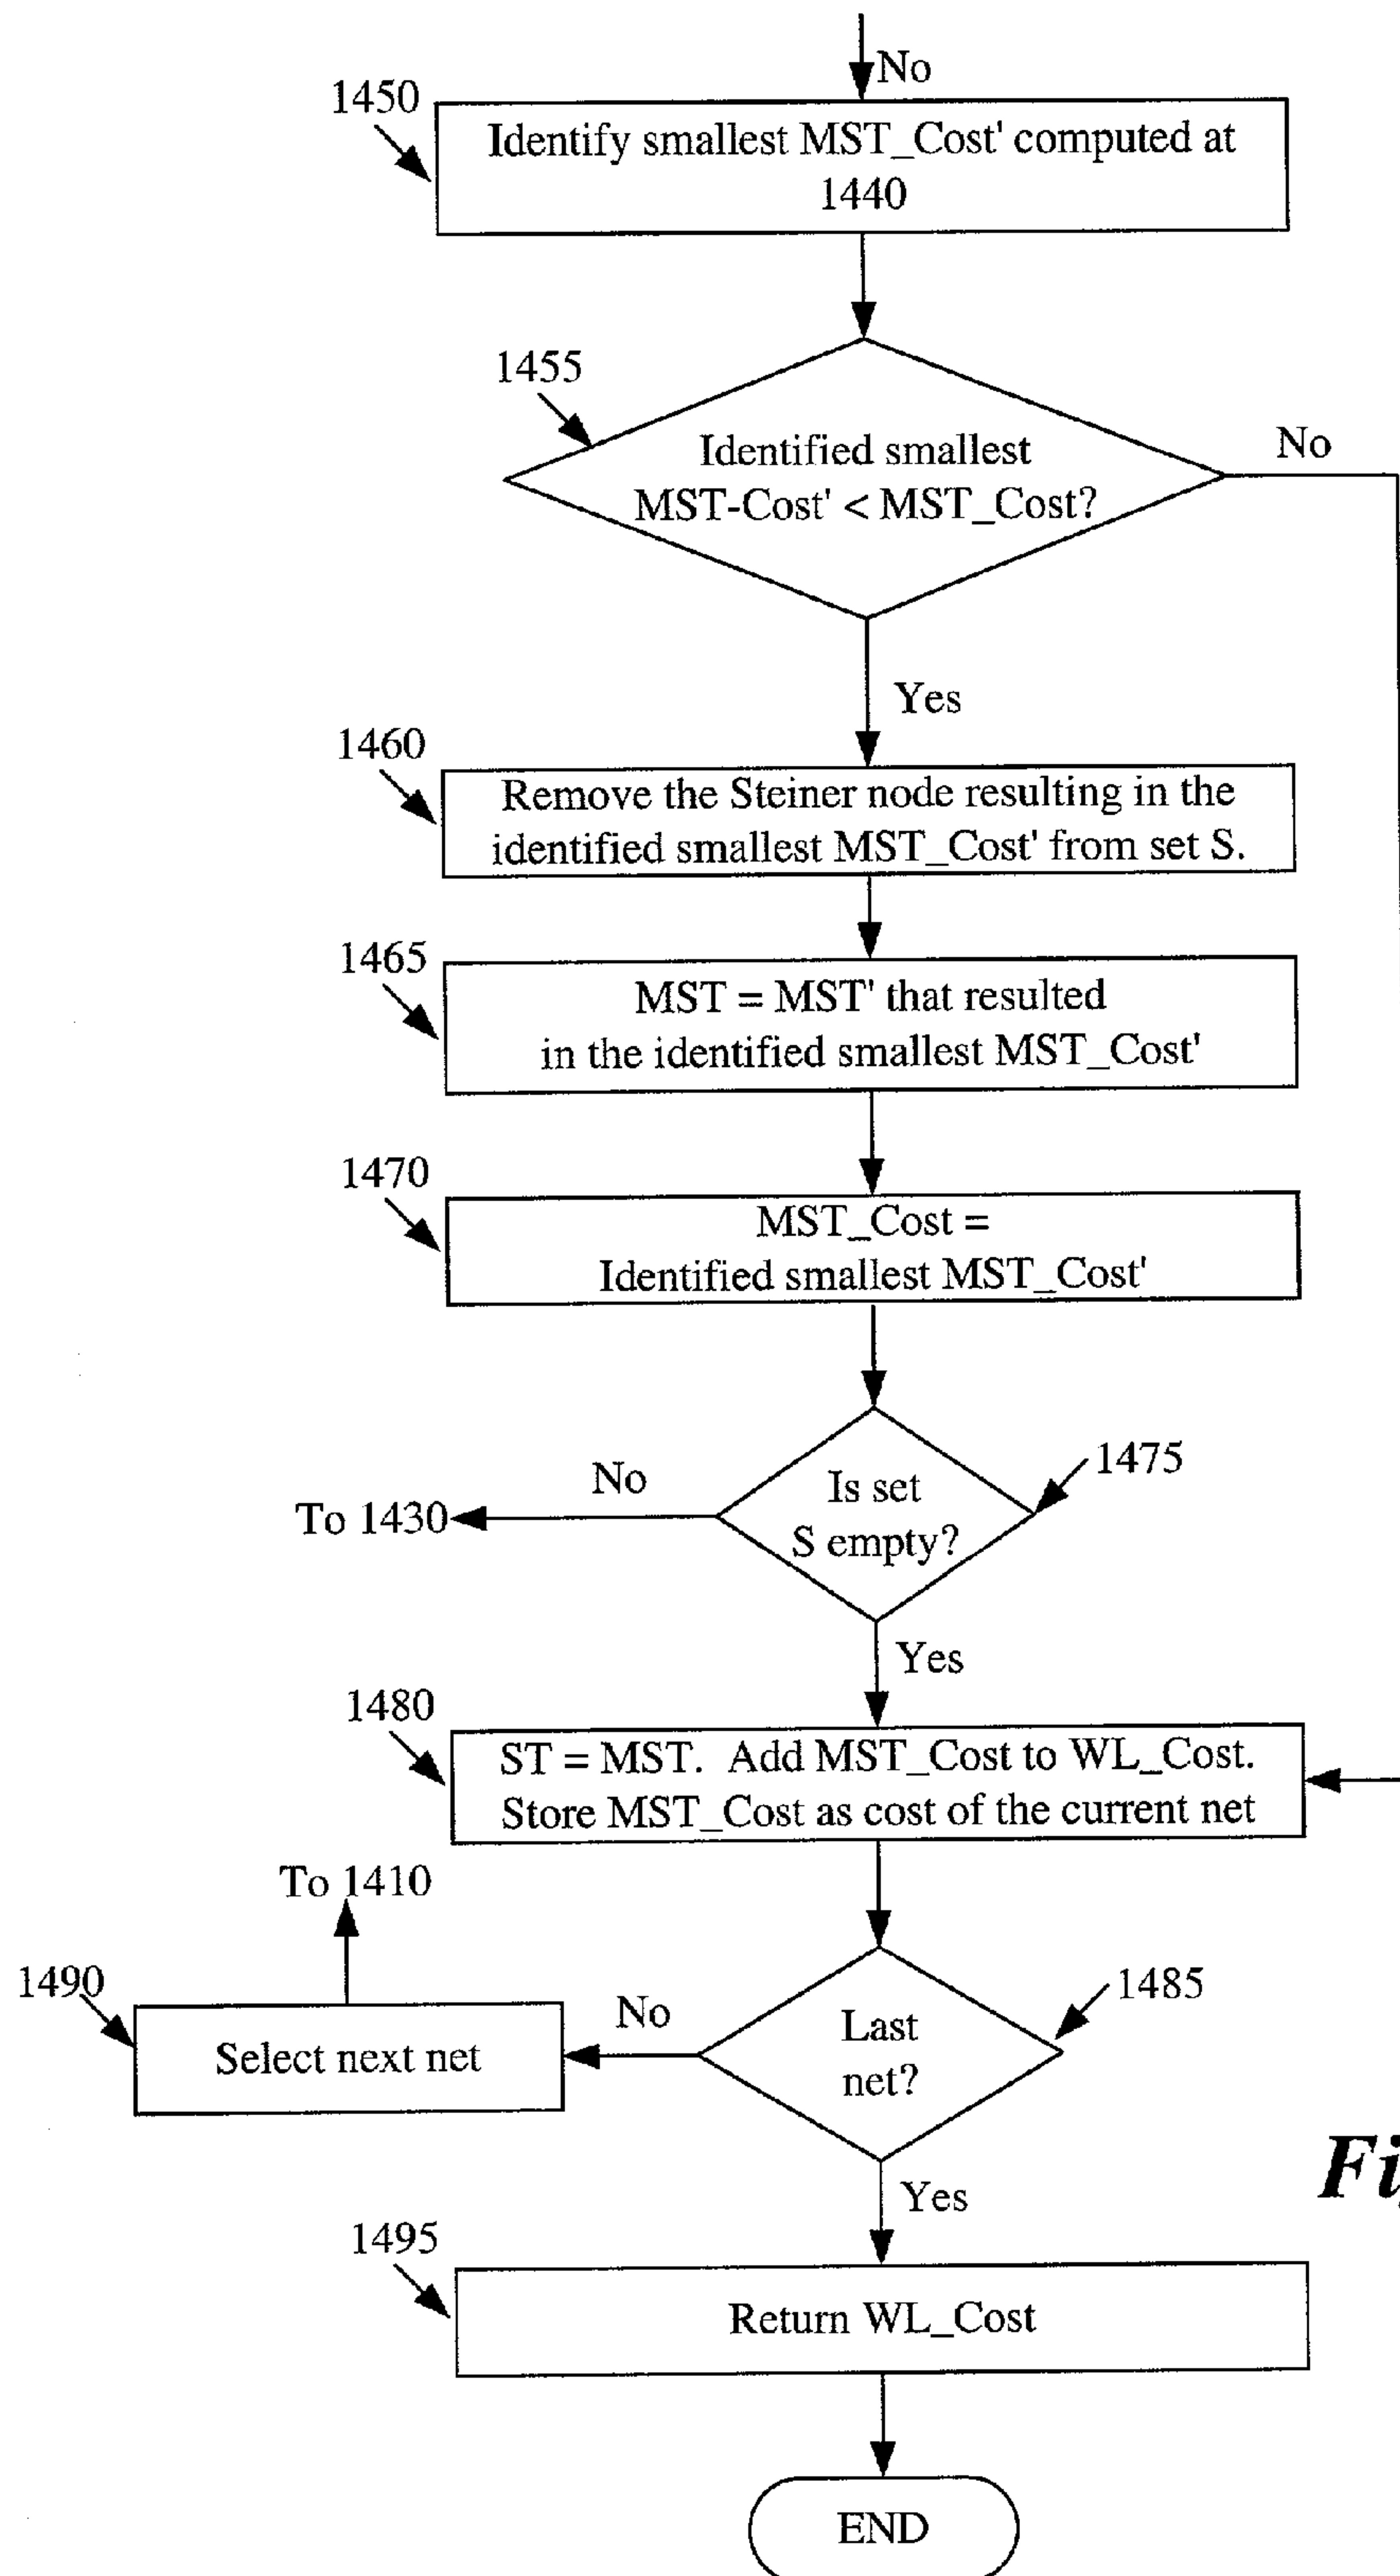 No
1450
Identify smallest MST_Cost' computed at
1440
1455
Identified smallest
MST-Cost' < MST_Cost?
No
Yes
1460
Remove the Steiner node resulting in the
identified smallest MST_Cost' from set S.
1465
MST = MST' that resulted
in the identified smallest MST_Cost'
1470
MST_Cost =
Identified smallest MST_Cost'
1475
Is set
S empty?
No
To 1430
Yes
1480
ST = MST. Add MST_Cost to WL_Cost.
Store MST_Cost as cost of the current net
To 1410
1490
Select next net
No
1485
Last
net?
Yes
1495
Return WL_Cost
END